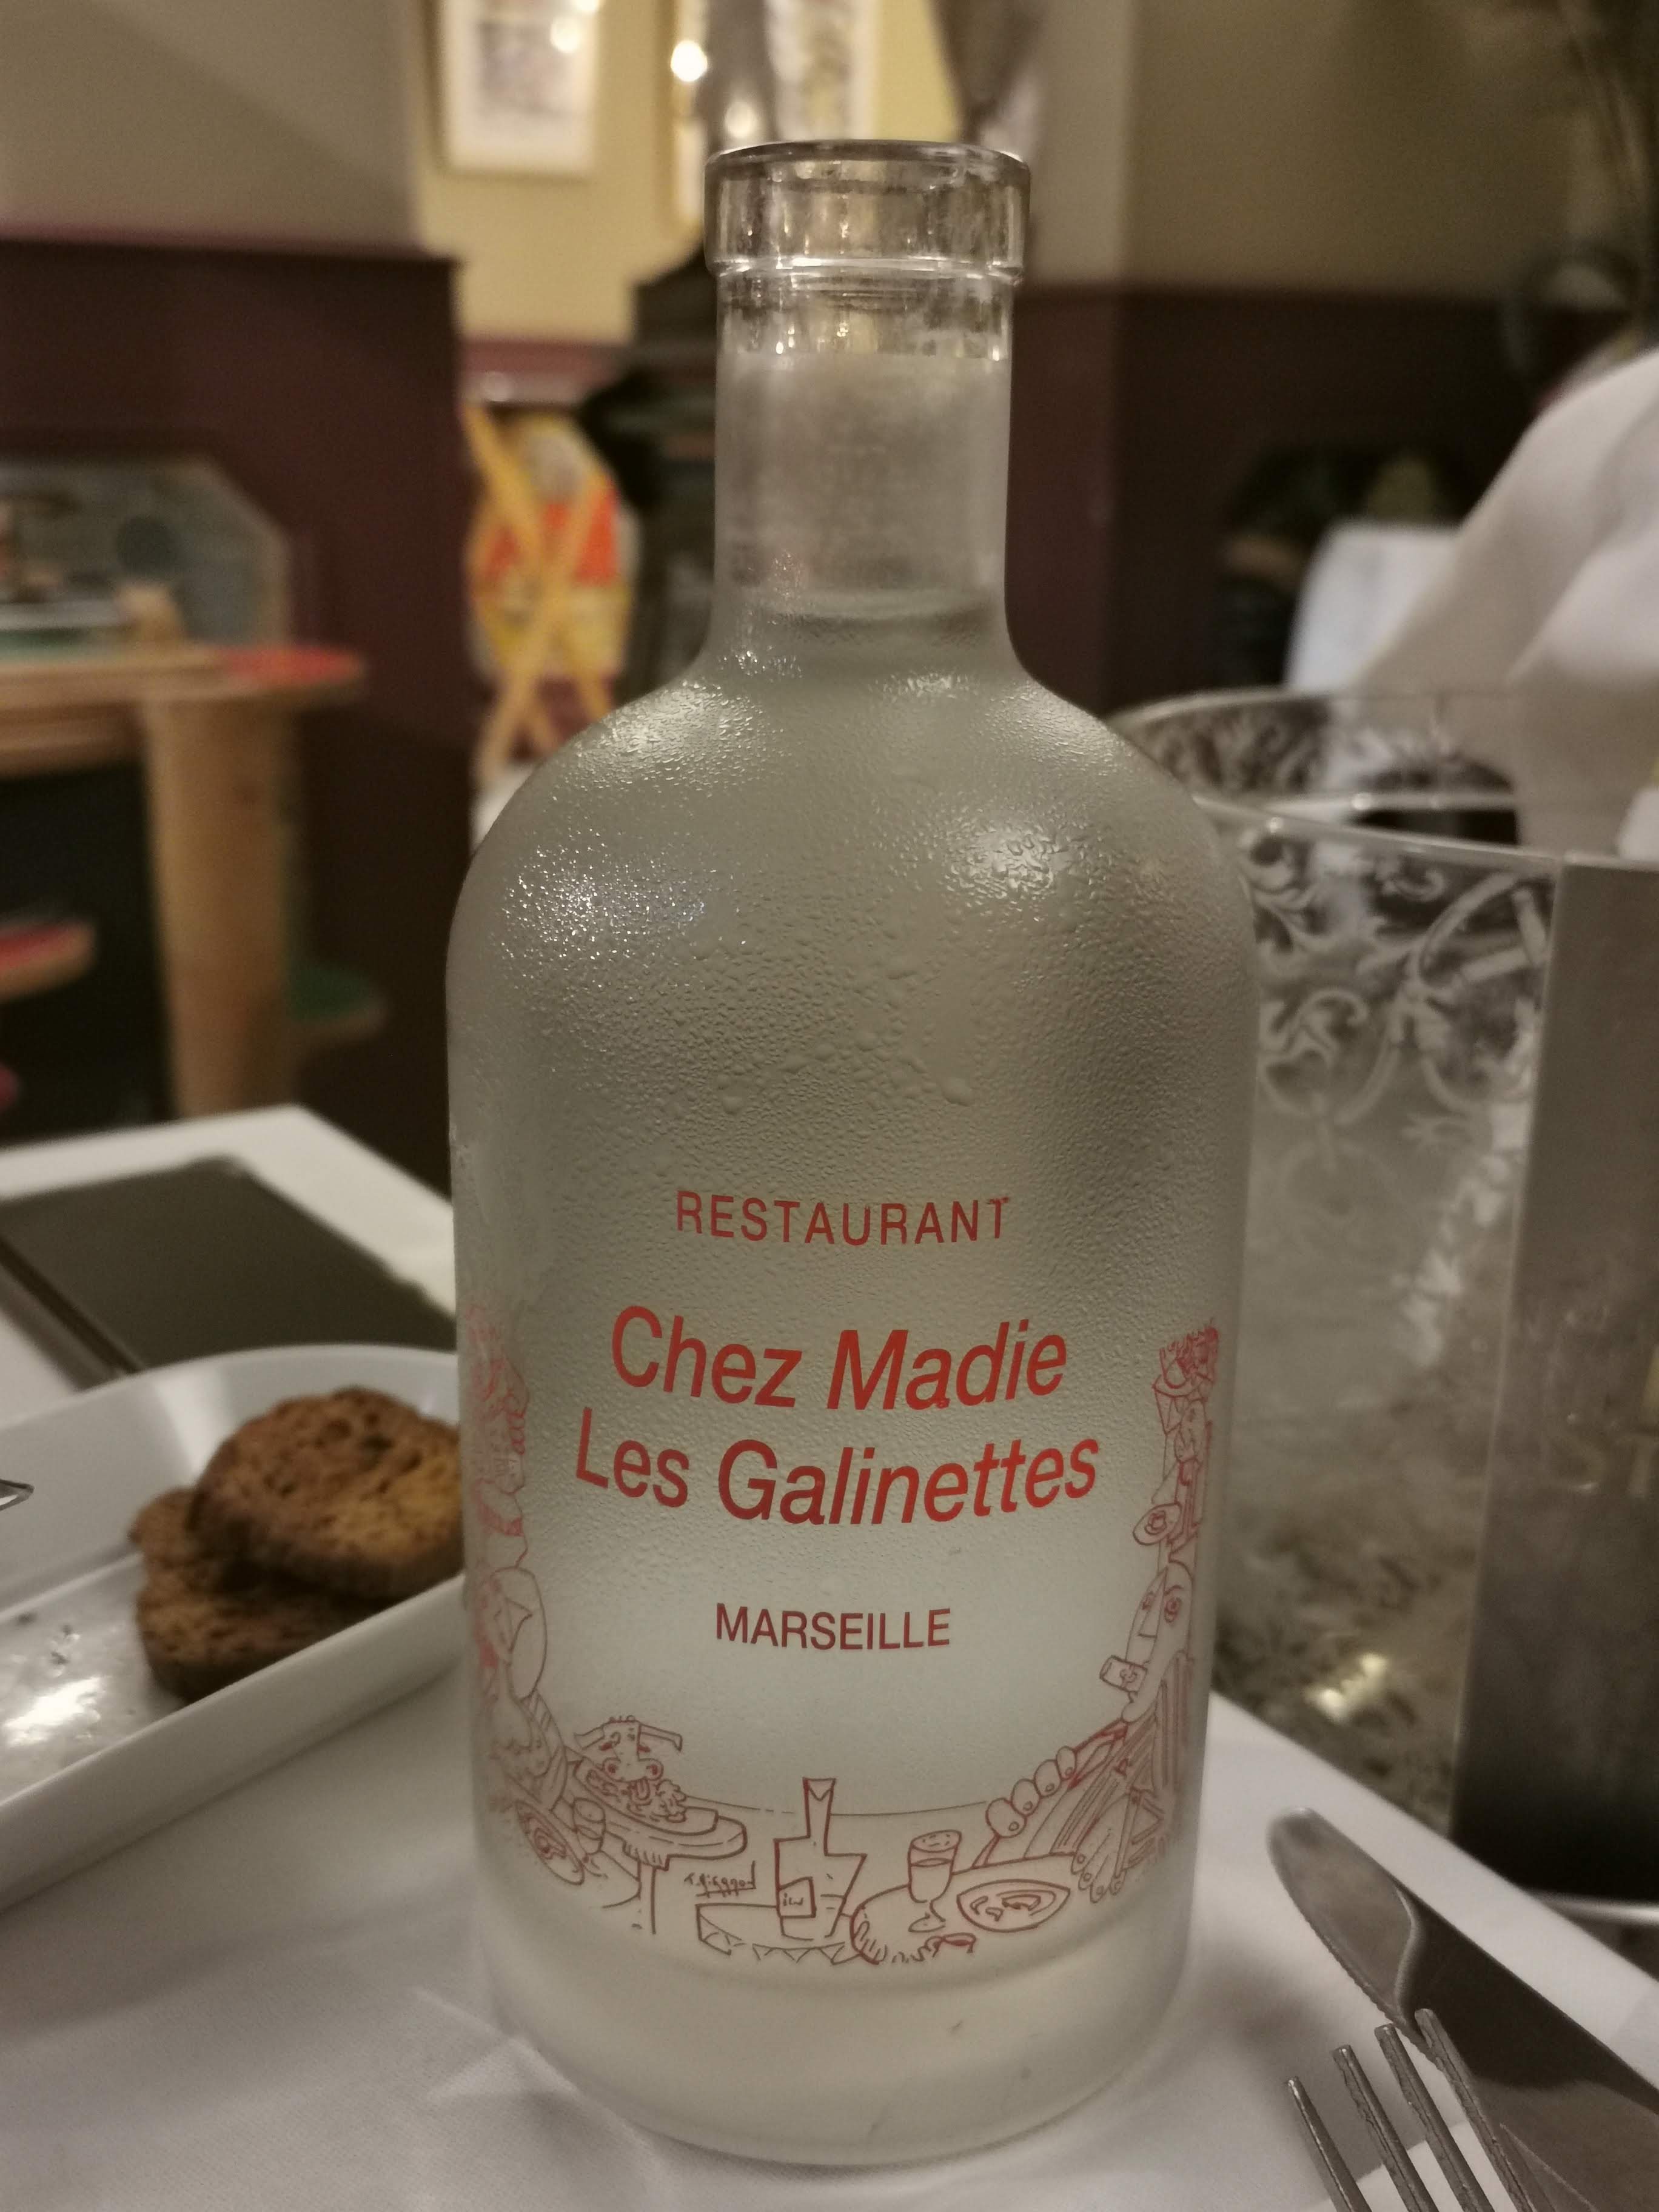 RESTAURANT
Chez Madie
Les Galinettes
MARSEILLE